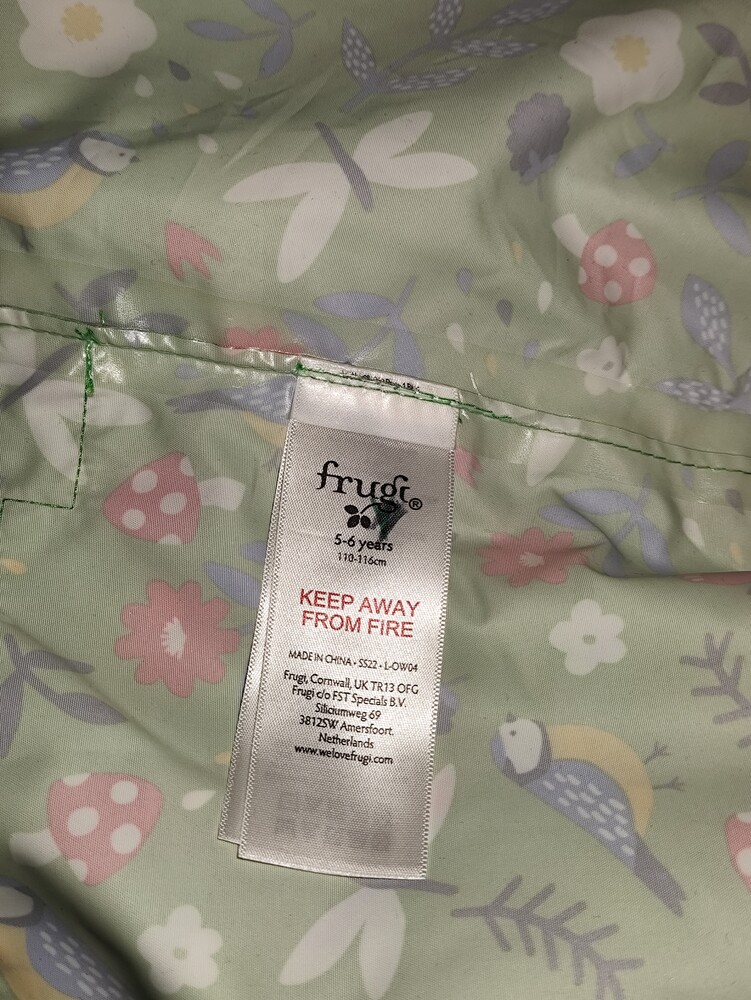 frugi®
5-6 years
110-116cm
KEEP AWAY
FROM FIRE
MADE IN CHINA - SS22 - L-OW04
Frugi, Cornwall, UK TR13 OFG
Frugi c/o FST Specials B.V.
Siliciumweg 69
3812SW Amersfoort.
Netherlands
www.welovefrugi.com